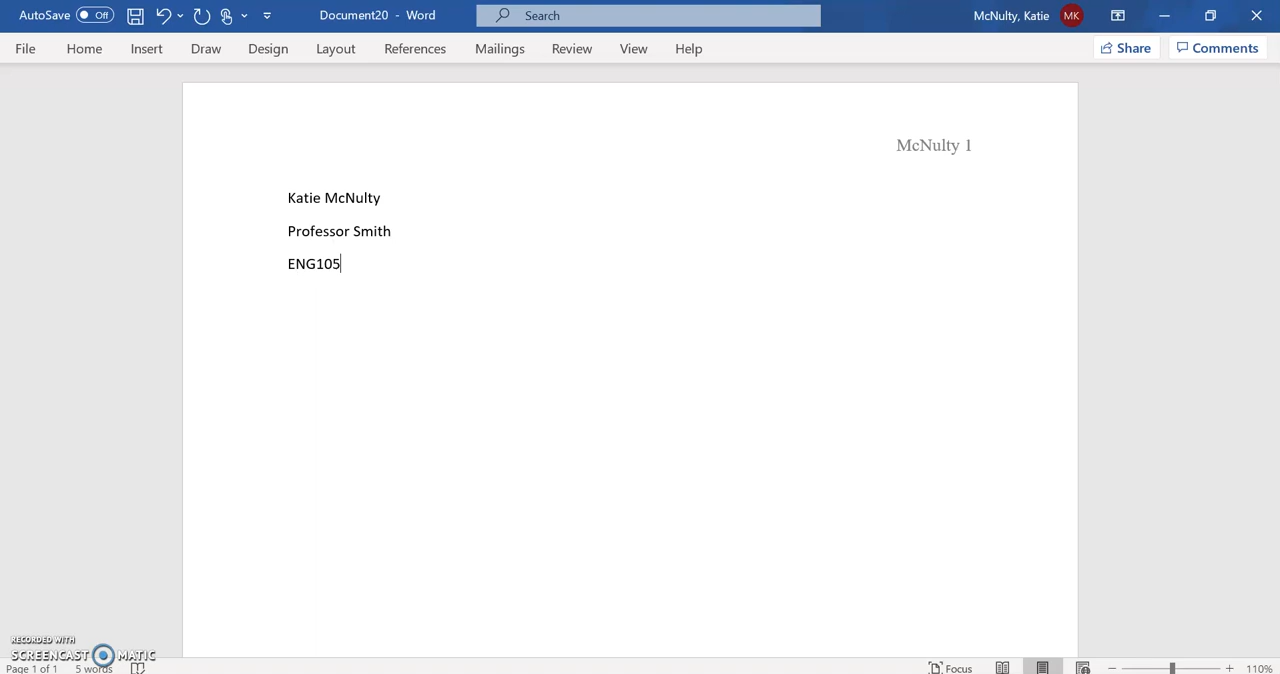 AutoSave Off Document20 - Word Search McNulty, Katie MK
File Home Insert Draw Design Layout References Mailings Review View Help Share Comments
McNulty 1
Katie McNulty
Professor Smith
ENG105
RECORDED WITH
SCREENCAST MATIC
Page 1 of 1 5 words Focus 110%